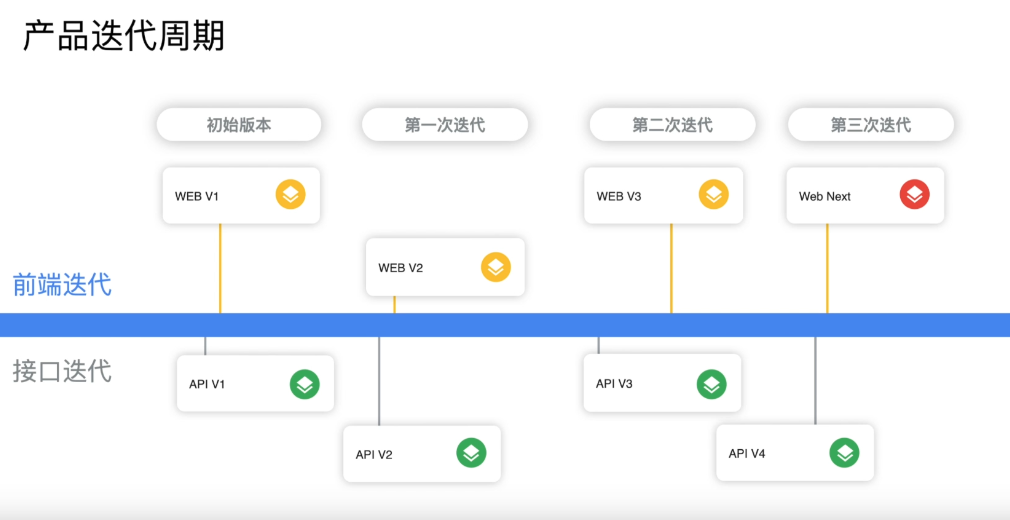 产品迭代周期
初始版本
第一次迭代
第二次迭代
第三次迭代
WEB V1
WEB V3
Web Next
WEB V2
前端迭代
接口迭代
API V1
API V3
API V2
API V4